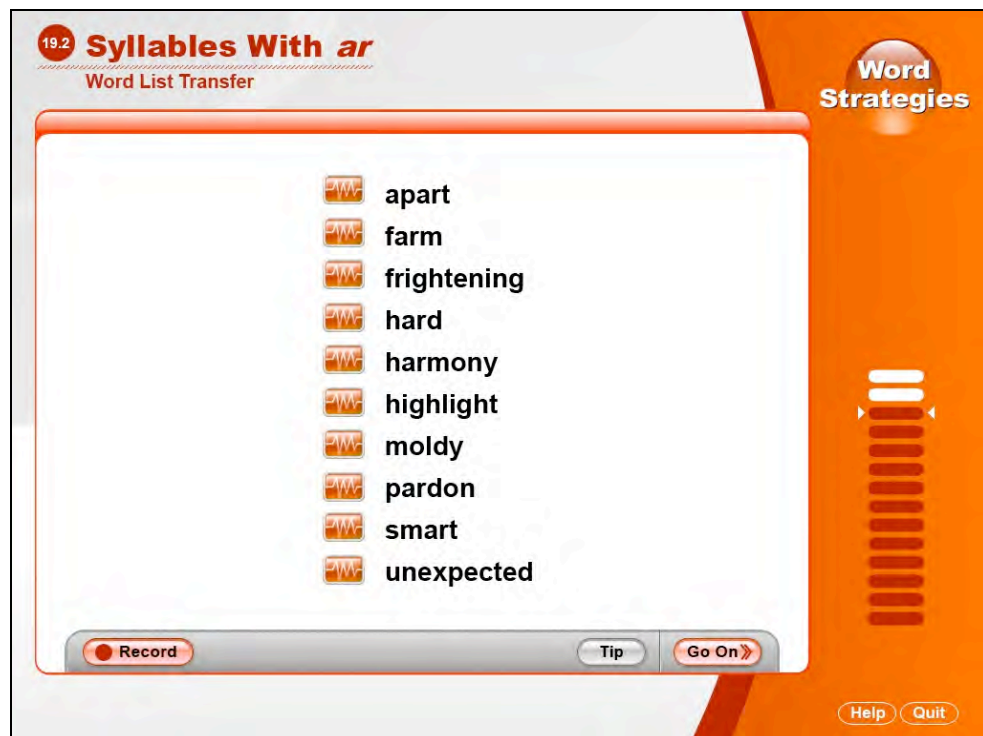 19.2 Syllables With ar
Word List Transfer
Word
Strategies
apart
farm
frightening
hard
harmony
highlight
moldy
pardon
smart
unexpected
Record Tip Go On
Help Quit